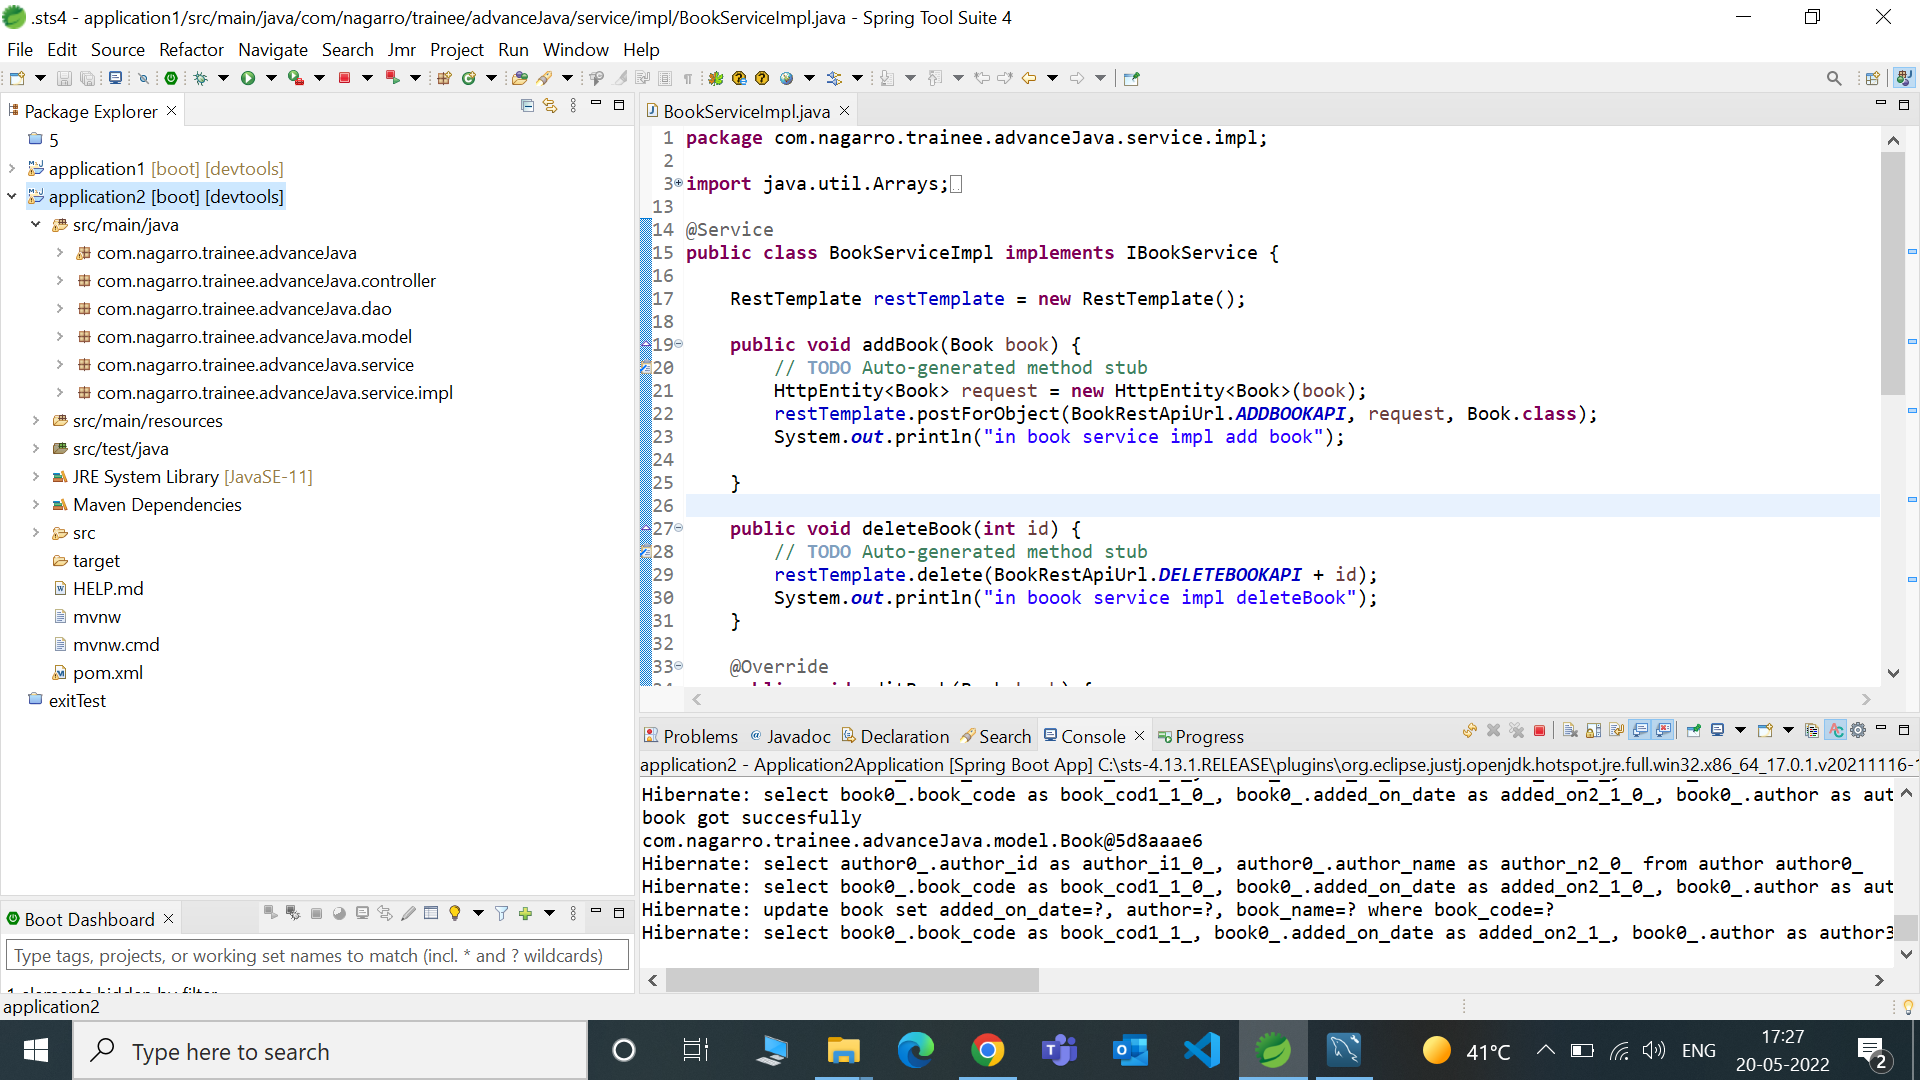 .sts4 - application1/src/main/java/com/nagarro/trainee/advanceJava/service/impl/BookServiceImpl.java - Spring Tool Suite 4
File Edit Source Refactor Navigate Search Jmr Project Run Window Help
Package Explorer
5
application1 [boot] [devtools]
application2 [boot] [devtools]
src/main/java
com.nagarro.trainee.advanceJava
com.nagarro.trainee.advanceJava.controller
com.nagarro.trainee.advanceJava.dao
com.nagarro.trainee.advanceJava.model
com.nagarro.trainee.advanceJava.service
com.nagarro.trainee.advanceJava.service.impl
src/main/resources
src/test/java
JRE System Library [JavaSE-11]
Maven Dependencies
src
target
HELP.md
mvnw
mvnw.cmd
pom.xml
exitTest
Boot Dashboard
Type tags, projects, or working set names to match (incl. * and ? wildcards)
1 elements hidden by filter
BookServiceImpl.java
1 package com.nagarro.trainee.advanceJava.service.impl;
2
3 import java.util.Arrays;
13
14 @Service
15 public class BookServiceImpl implements IBookService {
16
17 RestTemplate restTemplate = new RestTemplate();
18
19 public void addBook(Book book) {
20 // TODO Auto-generated method stub
21 HttpEntity<Book> request = new HttpEntity<Book>(book);
22 restTemplate.postForObject(BookRestApiUrl.ADDBOOKAPI, request, Book.class);
23 System.out.println("in book service impl add book");
24
25 }
26
27 public void deleteBook(int id) {
28 // TODO Auto-generated method stub
29 restTemplate.delete(BookRestApiUrl.DELETEBOOKAPI + id);
30 System.out.println("in boook service impl deleteBook");
31 }
32
33 @Override
Problems Javadoc Declaration Search Console Progress
application2 - Application2Application [Spring Boot App] C:\sts-4.13.1.RELEASE\plugins\org.eclipse.justj.openjdk.hotspot.jre.full.win32.x86_64_17.0.1.v20211116-1
Hibernate: select book0_.book_code as book_cod1_1_0_, book0_.added_on_date as added_on2_1_0_, book0_.author as aut
book got succesfully
com.nagarro.trainee.advanceJava.model.Book@5d8aaae6
Hibernate: select author0_.author_id as author_i1_0_, author0_.author_name as author_n2_0_ from author author0_
Hibernate: select book0_.book_code as book_cod1_1_0_, book0_.added_on_date as added_on2_1_0_, book0_.author as aut
Hibernate: update book set added_on_date=?, author=?, book_name=? where book_code=?
Hibernate: select book0_.book_code as book_cod1_1_, book0_.added_on_date as added_on2_1_, book0_.author as author3
application2
Type here to search
41°C
ENG
17:27
20-05-2022
2